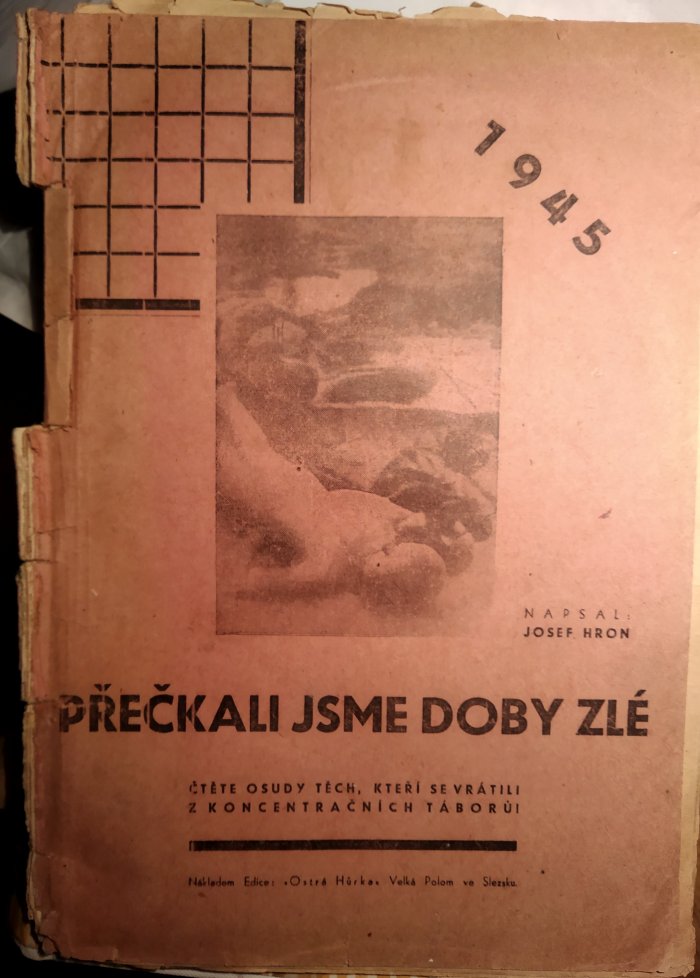 1945
NAPSAL:
JOSEF HRON
PŘEČKALI JSME DOBY ZLÉ
ČTĚTE OSUDY TĚCH, KTEŘÍ SE VRÁTILI
Z KONCENTRAČNÍCH TÁBORŮ!
Nákladem Edice: »Ostrá Hůrka« Velká Polom ve Slezsku.